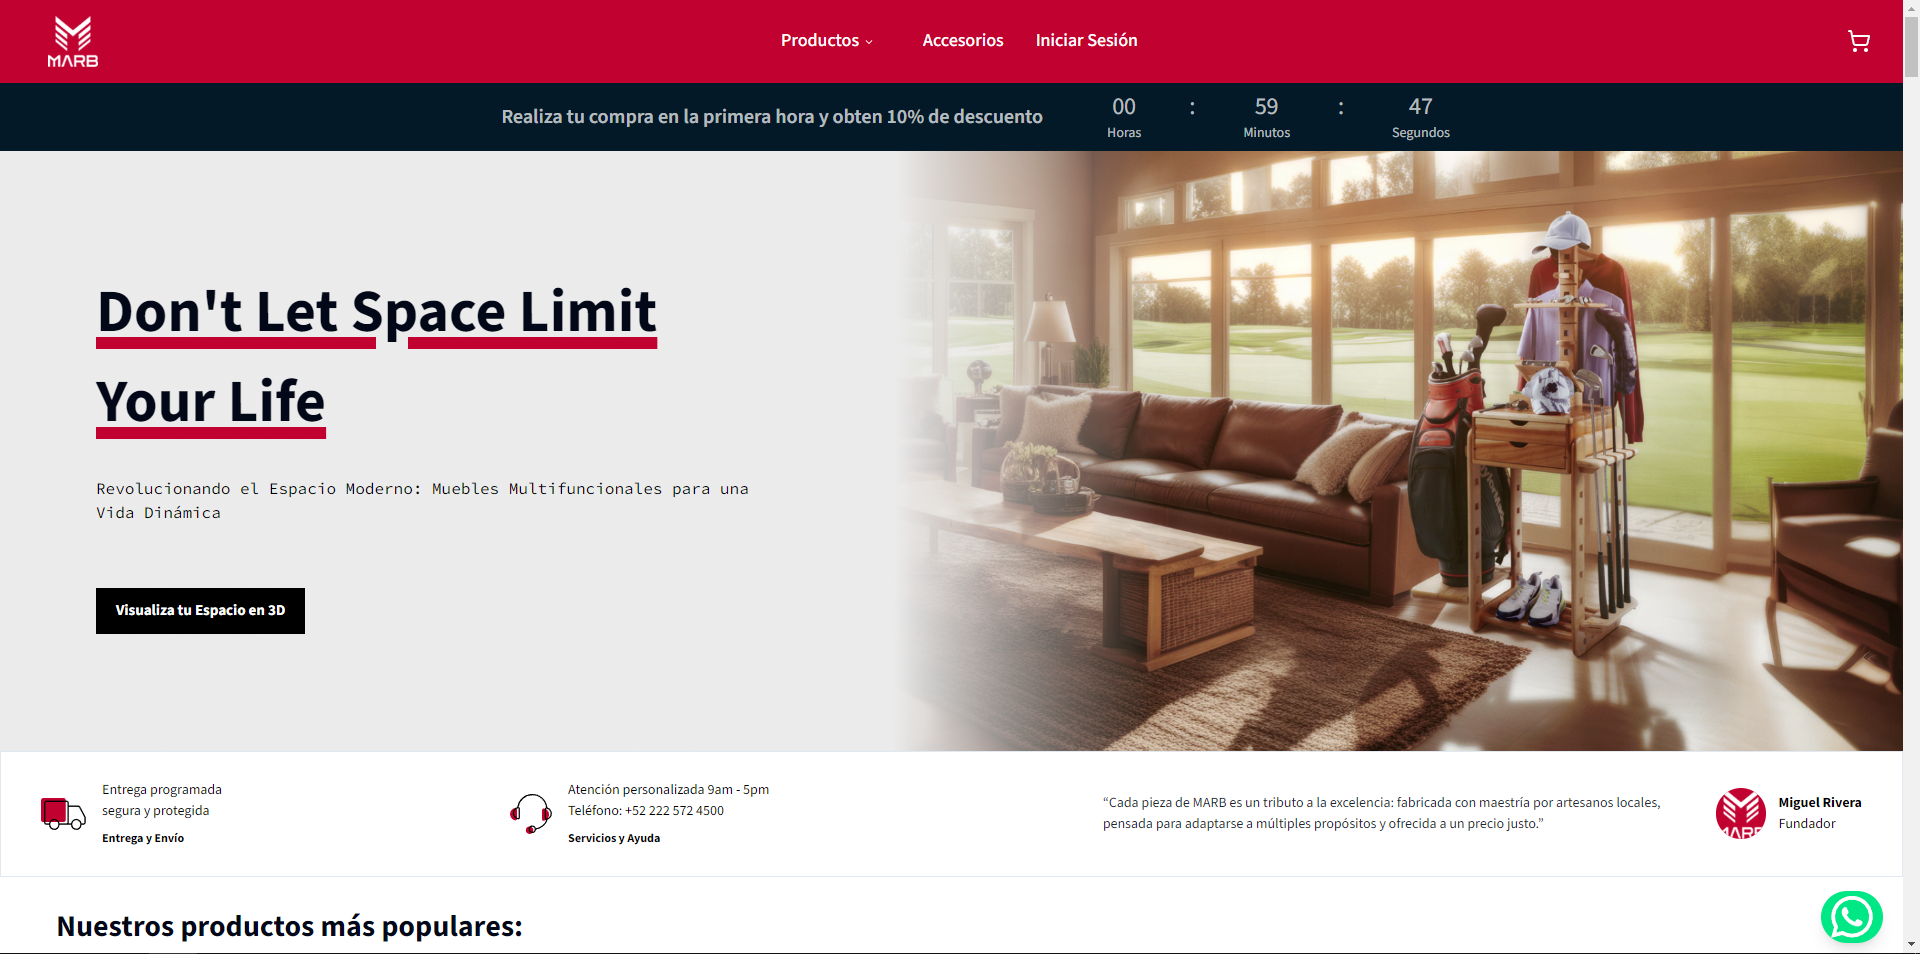 MARB
Productos
Accesorios
Iniciar Sesión
Realiza tu compra en la primera hora y obten 10% de descuento
00 : 59 : 47
Horas Minutos Segundos
Don't Let Space Limit
Your Life
Revolucionando el Espacio Moderno: Muebles Multifuncionales para una
Vida Dinámica
Visualiza tu Espacio en 3D
Entrega programada
segura y protegida
Entrega y Envío
Atención personalizada 9am - 5pm
Teléfono: +52 222 572 4500
Servicios y Ayuda
“Cada pieza de MARB es un tributo a la excelencia: fabricada con maestría por artesanos locales,
pensada para adaptarse a múltiples propósitos y ofrecida a un precio justo.”
MARB
Miguel Rivera
Fundador
Nuestros productos más populares: